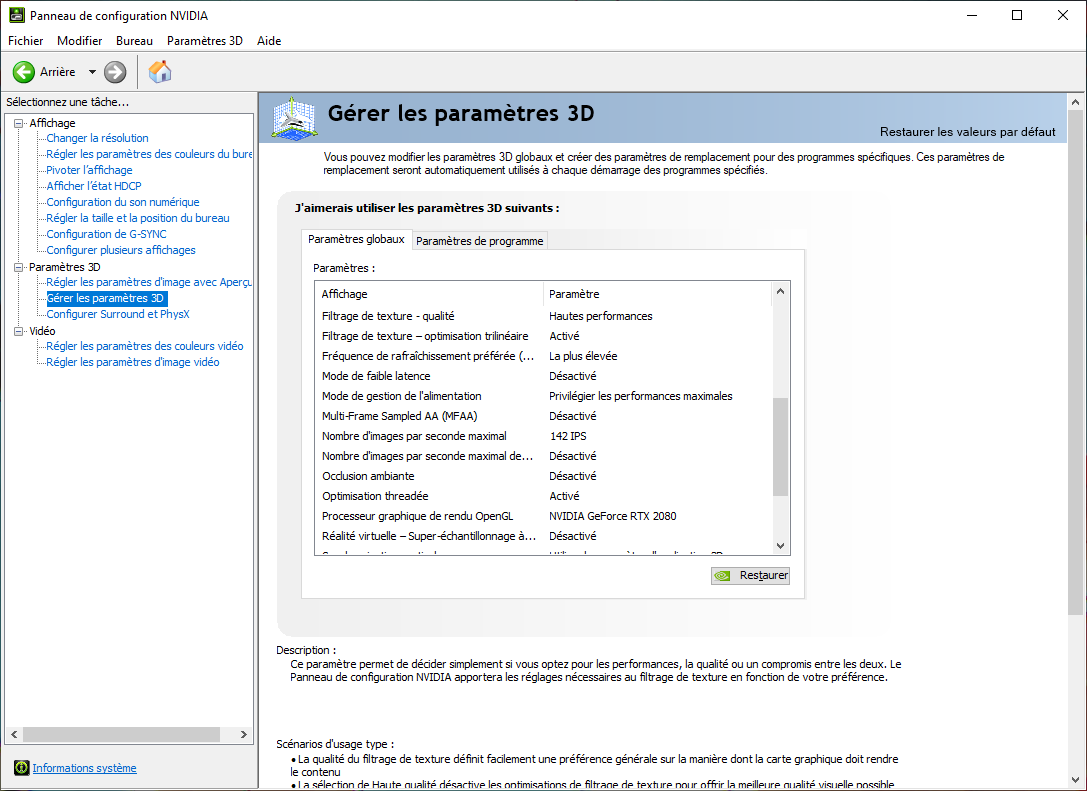 Panneau de configuration NVIDIA
Fichier Modifier Bureau Paramètres 3D Aide
Arrière
Sélectionnez une tâche...
Affichage
Changer la résolution
Régler les paramètres des couleurs du bure
Pivoter l'affichage
Afficher l'état HDCP
Configuration du son numérique
Régler la taille et la position du bureau
Configuration de G-SYNC
Configurer plusieurs affichages
Paramètres 3D
Régler les paramètres d'image avec Aperçu
Gérer les paramètres 3D
Configurer Surround et PhysX
Vidéo
Régler les paramètres des couleurs vidéo
Régler les paramètres d'image vidéo
Informations système
Gérer les paramètres 3D
Restaurer les valeurs par défaut
Vous pouvez modifier les paramètres 3D globaux et créer des paramètres de remplacement pour des programmes spécifiques. Ces paramètres de
remplacement seront automatiquement utilisés à chaque démarrage des programmes spécifiés.
J'aimerais utiliser les paramètres 3D suivants :
Paramètres globaux Paramètres de programme
Paramètres :
Affichage Paramètre
Filtrage de texture - qualité Hautes performances
Filtrage de texture – optimisation trilinéaire Activé
Fréquence de rafraîchissement préférée (... La plus élevée
Mode de faible latence Désactivé
Mode de gestion de l'alimentation Privilégier les performances maximales
Multi-Frame Sampled AA (MFAA) Désactivé
Nombre d'images par seconde maximal 142 IPS
Nombre d'images par seconde maximal de... Désactivé
Occlusion ambiante Désactivé
Optimisation threadée Activé
Processeur graphique de rendu OpenGL NVIDIA GeForce RTX 2080
Réalité virtuelle – Super-échantillonnage à... Désactivé
Restaurer
Description :
Ce paramètre permet de décider simplement si vous optez pour les performances, la qualité ou un compromis entre les deux. Le
Panneau de configuration NVIDIA apportera les réglages nécessaires au filtrage de texture en fonction de votre préférence.
Scénarios d'usage type :
• La qualité du filtrage de texture définit facilement une préférence générale sur la manière dont la carte graphique doit rendre
le contenu
• La sélection de Haute qualité désactive les optimisations de filtrage de texture pour offrir la meilleure qualité visuelle possible